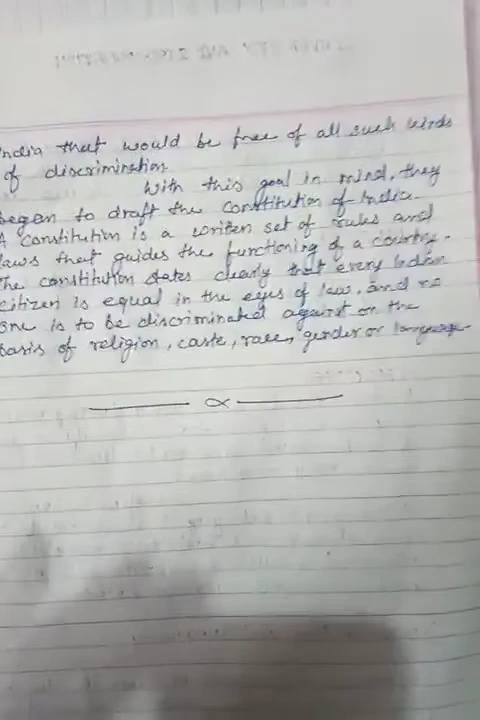 India that would be free of all such kinds
of discrimination.
With this goal in mind, they
began to draft the Constitution of India.
A Constitution is a written set of rules and
laws that guides the functioning of a country.
The constitution states clearly that every Indian
citizen is equal in the eyes of law, and no
one is to be discriminated against on the
basis of religion, caste, race, gender or language.